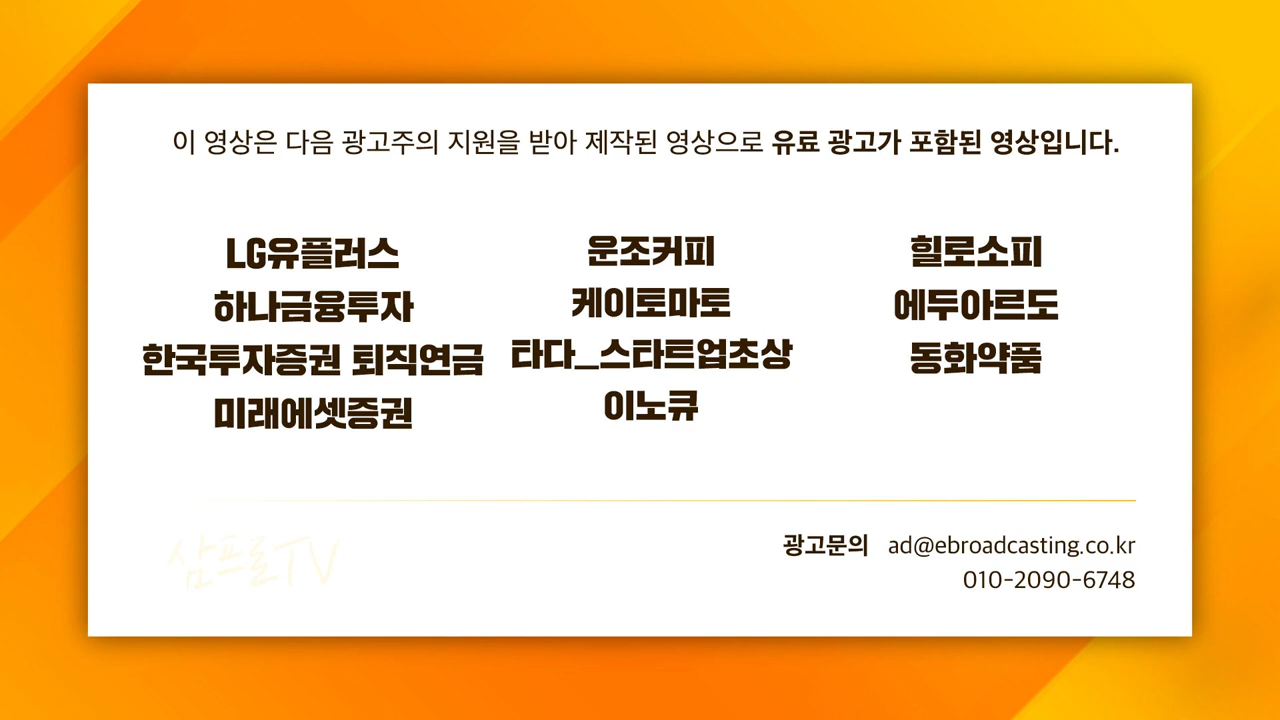 이 영상은 다음 광고주의 지원을 받아 제작된 영상으로 유료 광고가 포함된 영상입니다.
LG유플러스
하나금융투자
한국투자증권 퇴직연금
미래에셋증권
운조커피
케이토마토
타다_스타트업초상
이노큐
힐로소피
에두아르도
동화약품
삼프로TV
광고문의 ad@ebroadcasting.co.kr
010-2090-6748